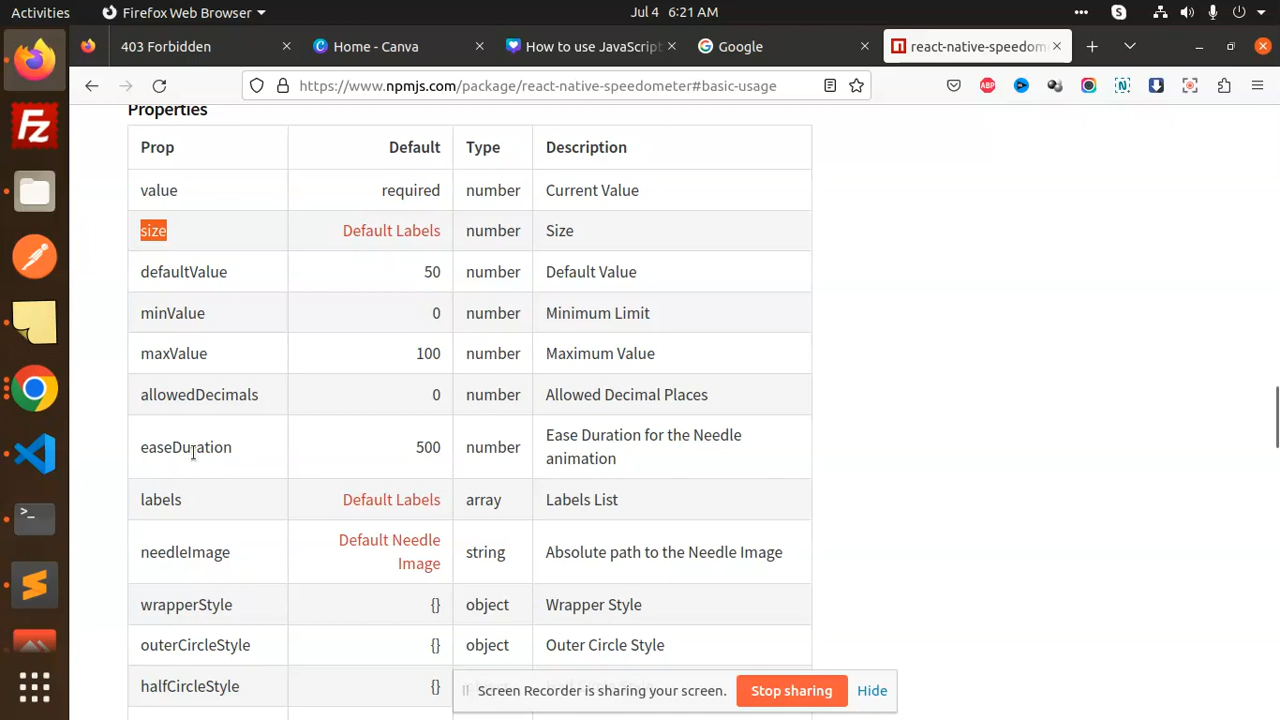 Activities
Firefox Web Browser
Jul 4 6:21 AM
403 Forbidden
Home - Canva
How to use JavaScript
Google
react-native-speedom
https://www.npmjs.com/package/react-native-speedometer#basic-usage
Properties
Prop Default Type Description
value required number Current Value
size Default Labels number Size
defaultValue 50 number Default Value
minValue 0 number Minimum Limit
maxValue 100 number Maximum Value
allowedDecimals 0 number Allowed Decimal Places
easeDuration 500 number Ease Duration for the Needle
animation
labels Default Labels array Labels List
needleImage Default Needle
Image string Absolute path to the Needle Image
wrapperStyle {} object Wrapper Style
outerCircleStyle {} object Outer Circle Style
halfCircleStyle {}
Screen Recorder is sharing your screen.
Stop sharing
Hide